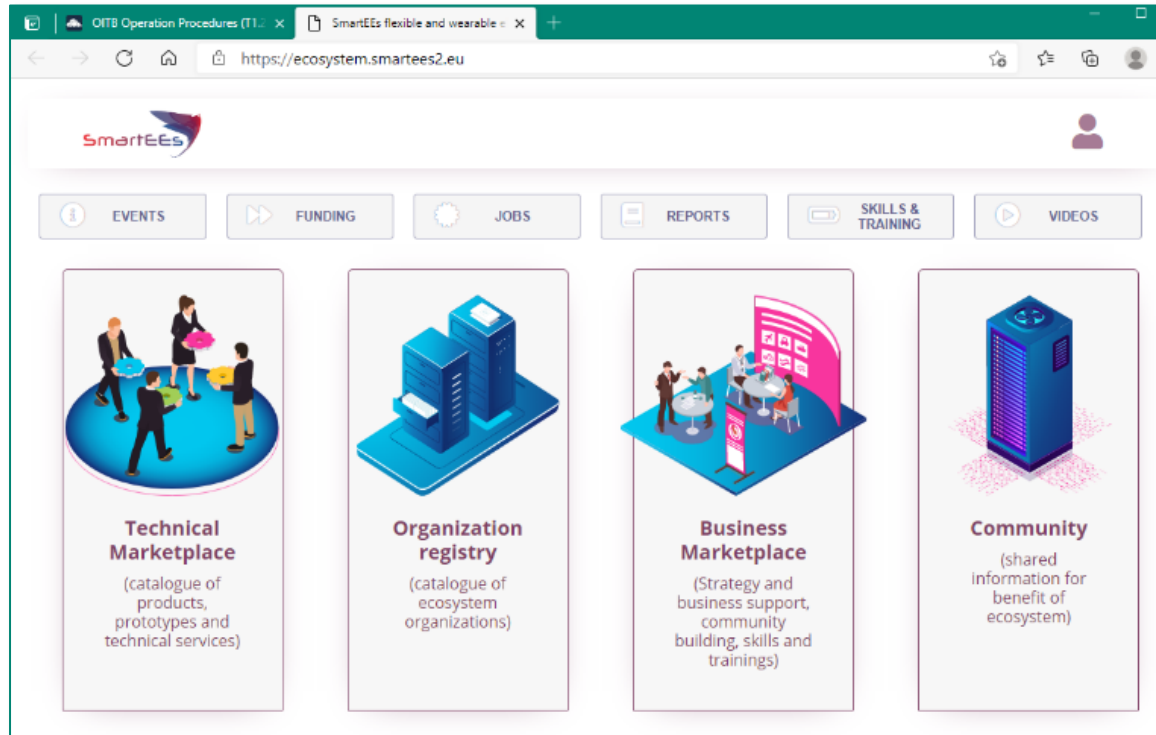 OITB Operation Procedures (T1.2
SmartEEs flexible and wearable e
https://ecosystem.smartees2.eu
SmartEEs
EVENTS
FUNDING
JOBS
REPORTS
SKILLS &
TRAINING
VIDEOS
Technical
Marketplace
(catalogue of
products,
prototypes and
technical services)
Organization
registry
(catalogue of
ecosystem
organizations)
Business
Marketplace
(Strategy and
business support,
community
building, skills and
trainings)
Community
(shared
information for
benefit of
ecosystem)